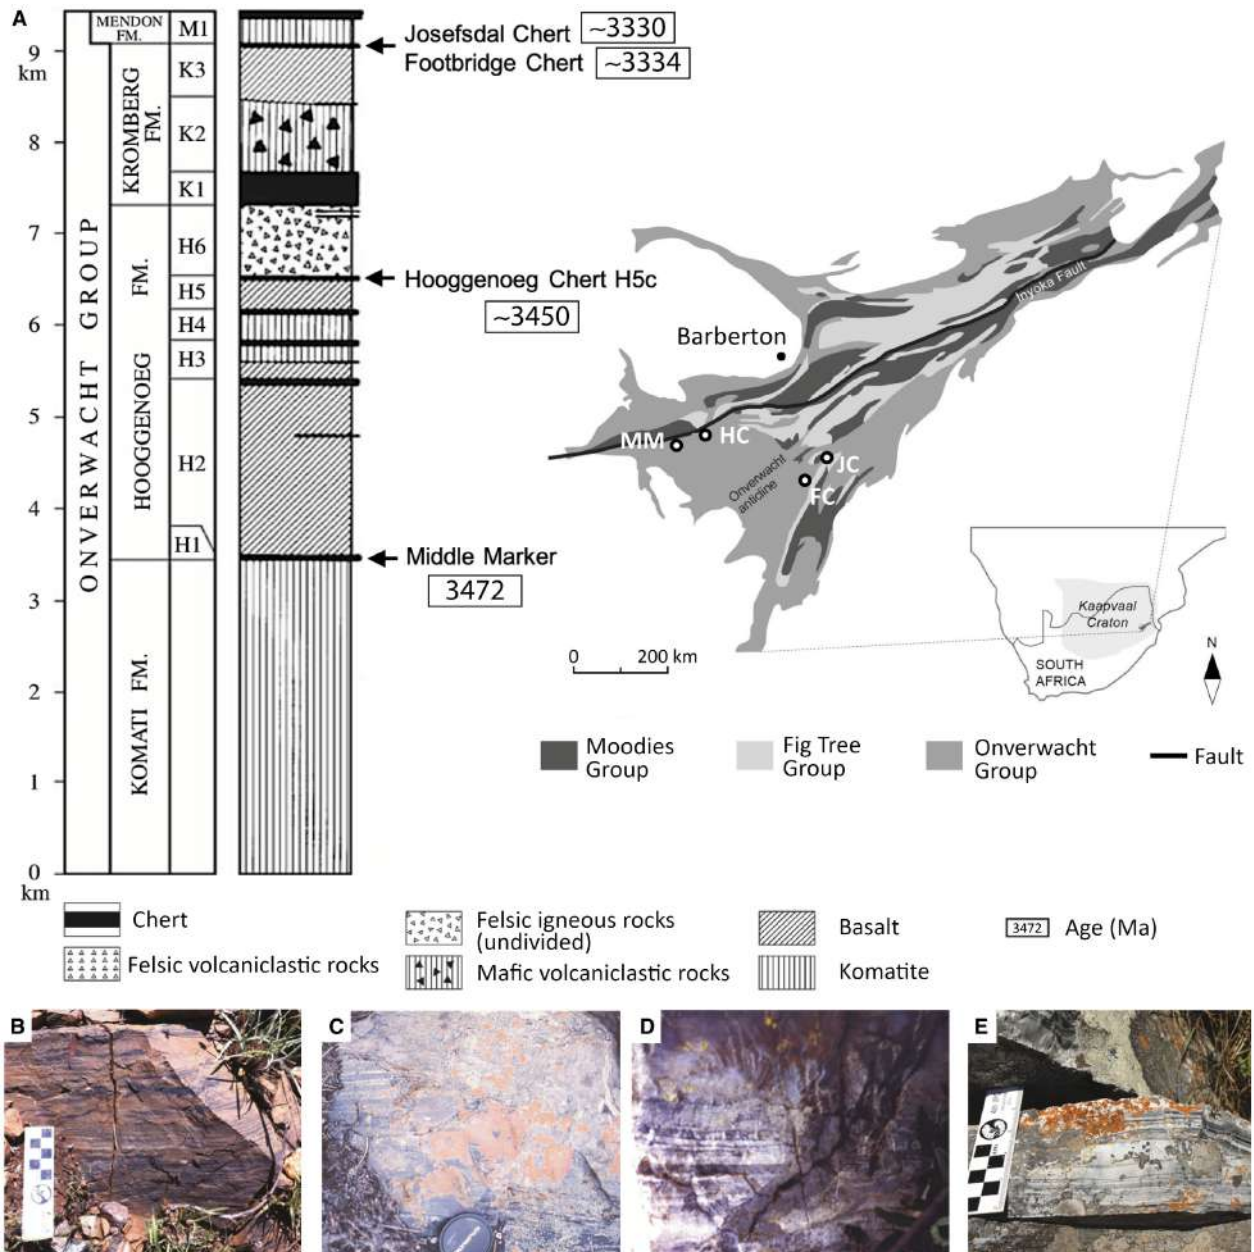 A
9
km
8
7
6
5
4
3
2
1
0
km
ONVERWACHT GROUP
MENDON
FM.
KROMBERG
FM.
HOOGGENOEG FM.
KOMATI FM.
M1
K3
K2
K1
H6
H5
H4
H3
H2
H1
Josefsdal Chert ~3330
Footbridge Chert ~3334
Hooggenoeg Chert H5c
~3450
Middle Marker
3472
Barberton
Inyoka Fault
MM
HC
JC
FC
Onverwacht
anticline
0 200 km
Kaapvaal
Craton
SOUTH
AFRICA
N
Moodies
Group
Fig Tree
Group
Onverwacht
Group
Fault
Chert
Felsic volcaniclastic rocks
Felsic igneous rocks
(undivided)
Mafic volcaniclastic rocks
Basalt
Komatite
3472 Age (Ma)
B
C
D
E